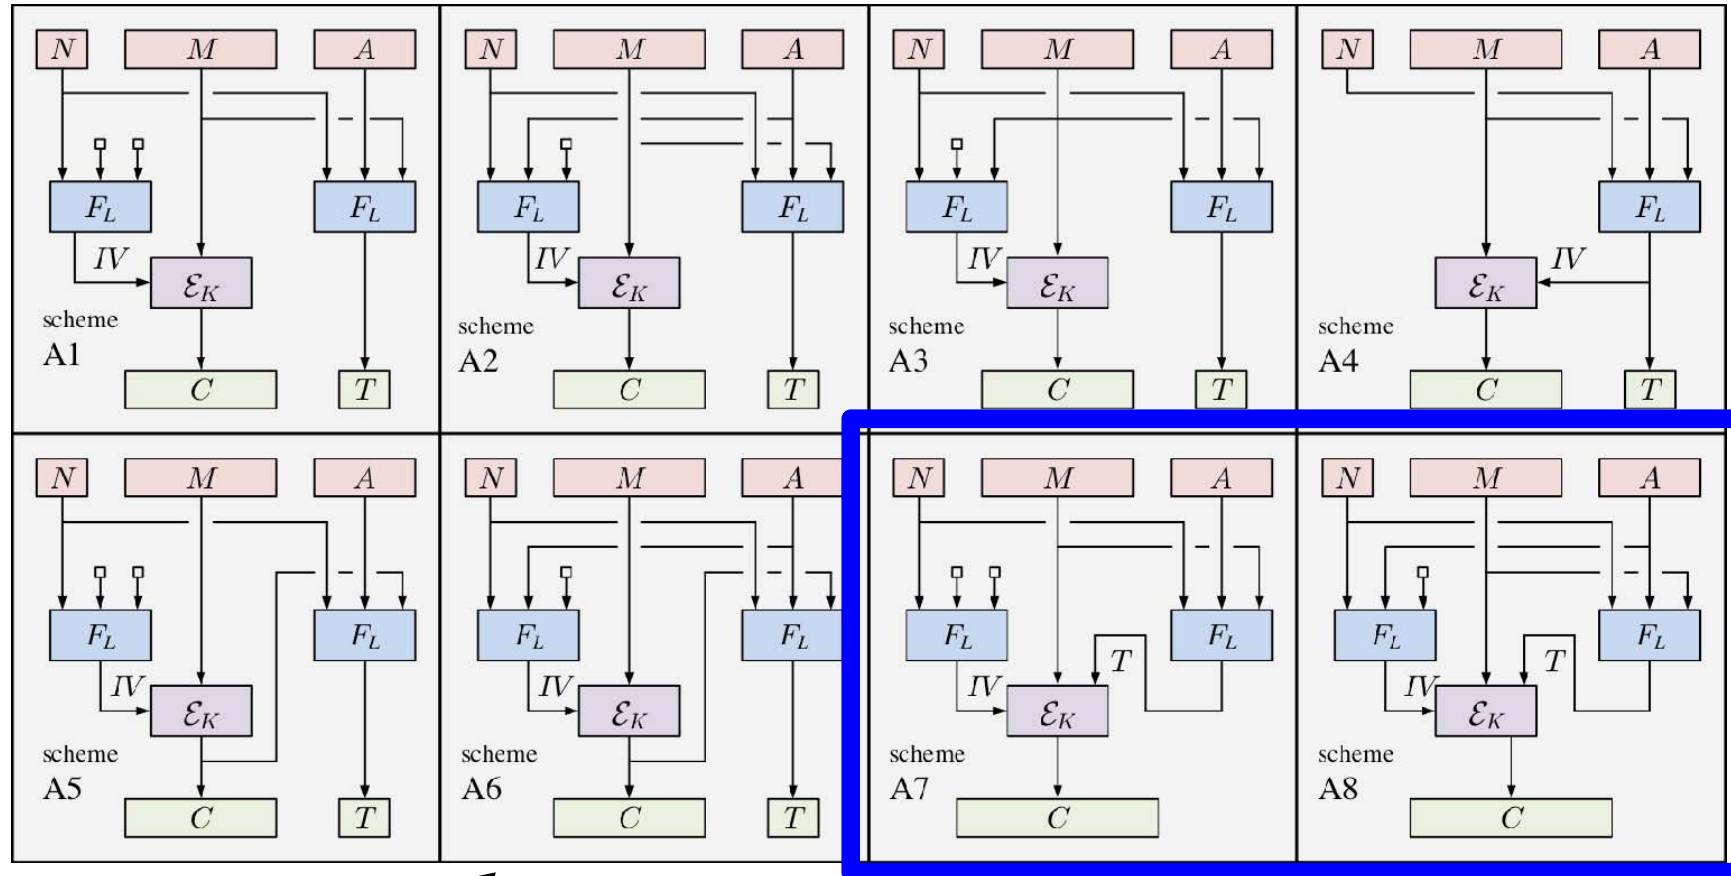 N M A
F_L F_L
IV
ℰ_K
scheme
A1
C T
N M A
F_L F_L
IV
ℰ_K
scheme
A2
C T
N M A
F_L F_L
IV
ℰ_K
scheme
A3
C T
N M A
F_L
IV
ℰ_K
scheme
A4
C T
N M A
F_L F_L
IV
ℰ_K
scheme
A5
C T
N M A
F_L F_L
IV
ℰ_K
scheme
A6
C T
N M A
F_L F_L
T
IV
ℰ_K
scheme
A7
C
N M A
F_L F_L
T
IV
ℰ_K
scheme
A8
C